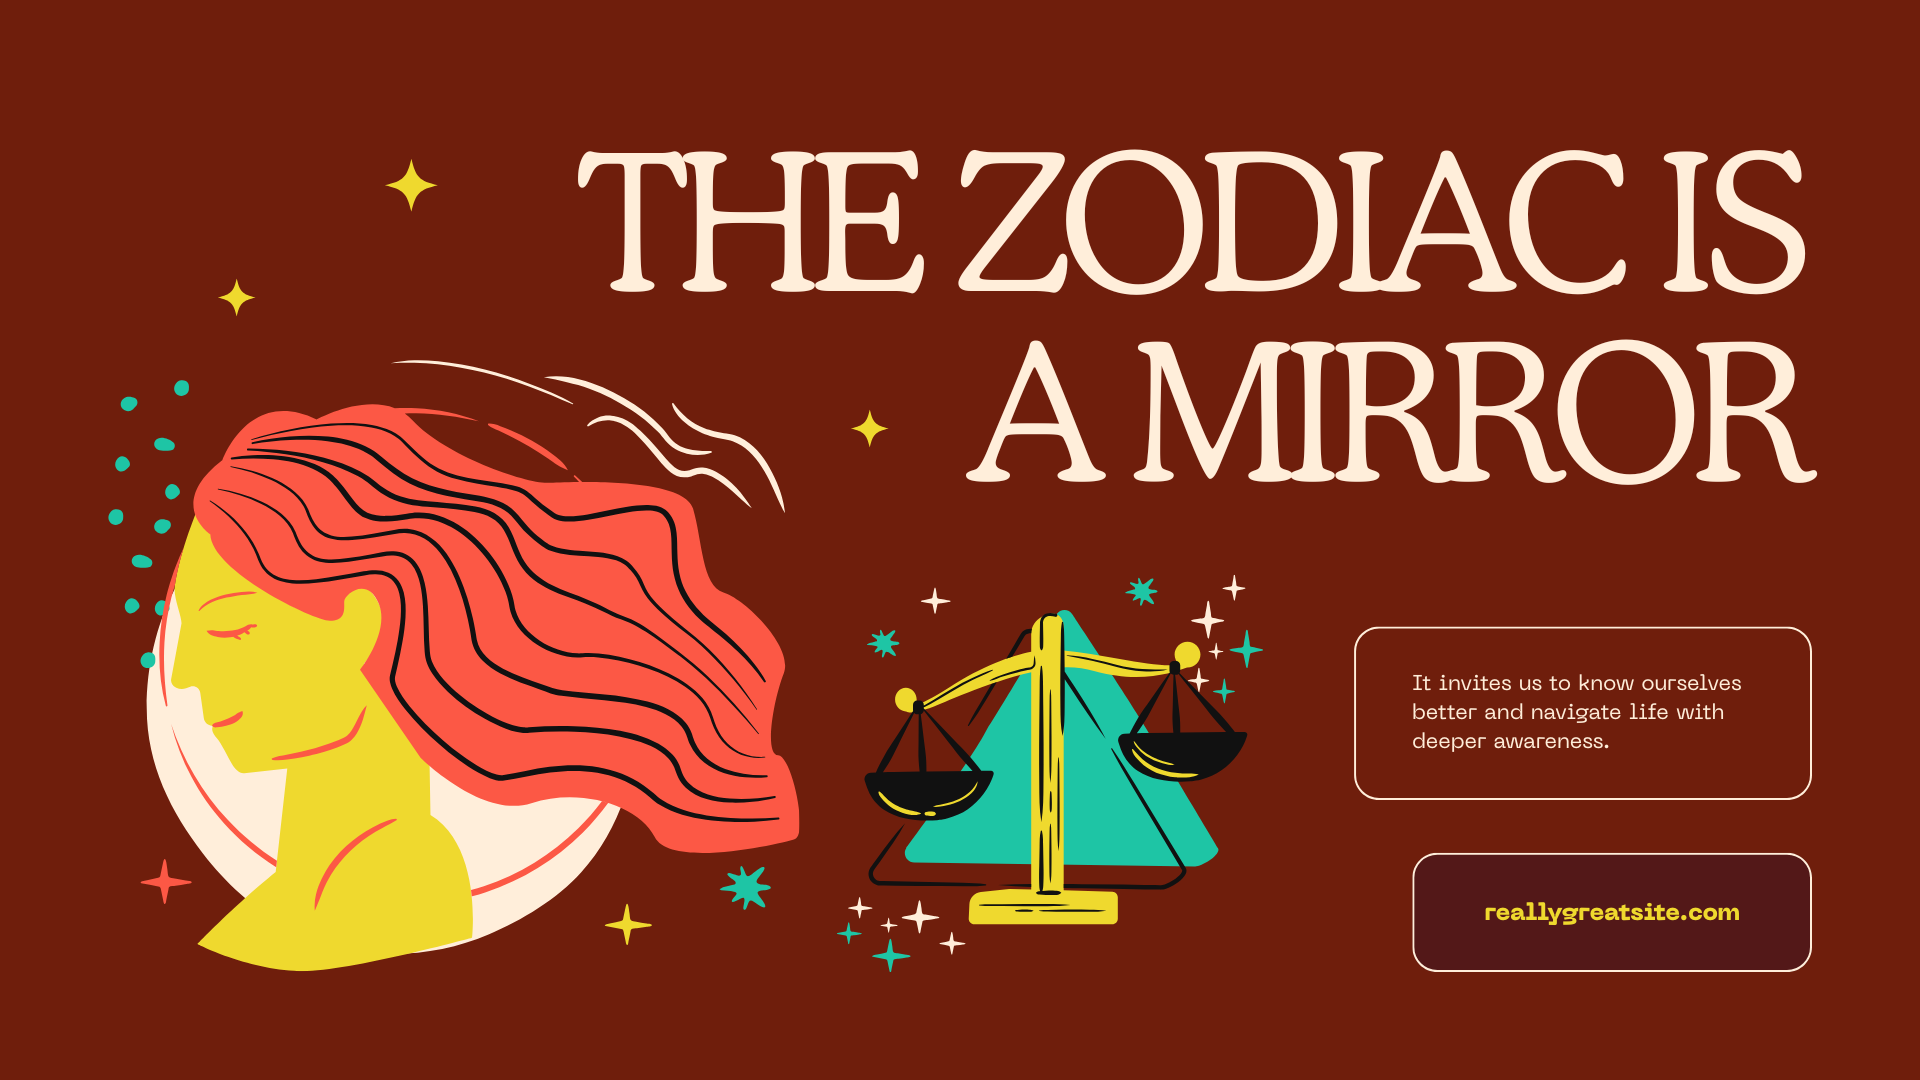 THE ZODIAC IS
A MIRROR
It invites us to know ourselves
better and navigate life with
deeper awareness.
reallygreatsite.com